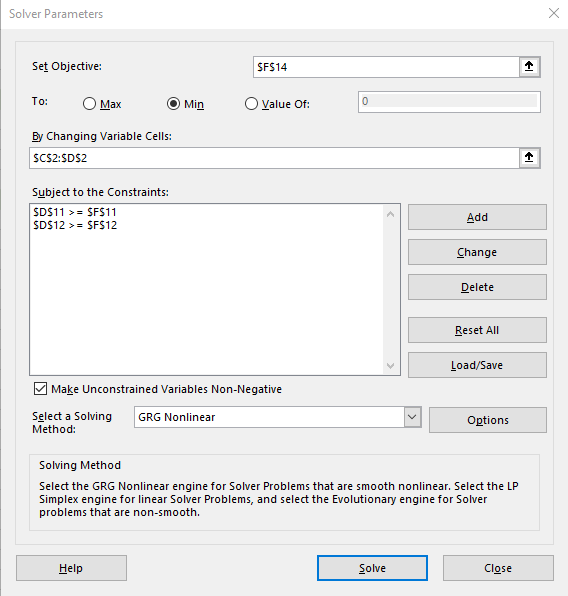 Solver Parameters
Set Objective: $F$14
To: Max Min Value Of: 0
By Changing Variable Cells:
$C$2:$D$2
Subject to the Constraints:
$D$11 >= $F$11
$D$12 >= $F$12
Add
Change
Delete
Reset All
Load/Save
Make Unconstrained Variables Non-Negative
Select a Solving
Method:
GRG Nonlinear
Options
Solving Method
Select the GRG Nonlinear engine for Solver Problems that are smooth nonlinear. Select the LP
Simplex engine for linear Solver Problems, and select the Evolutionary engine for Solver
problems that are non-smooth.
Help
Solve
Close